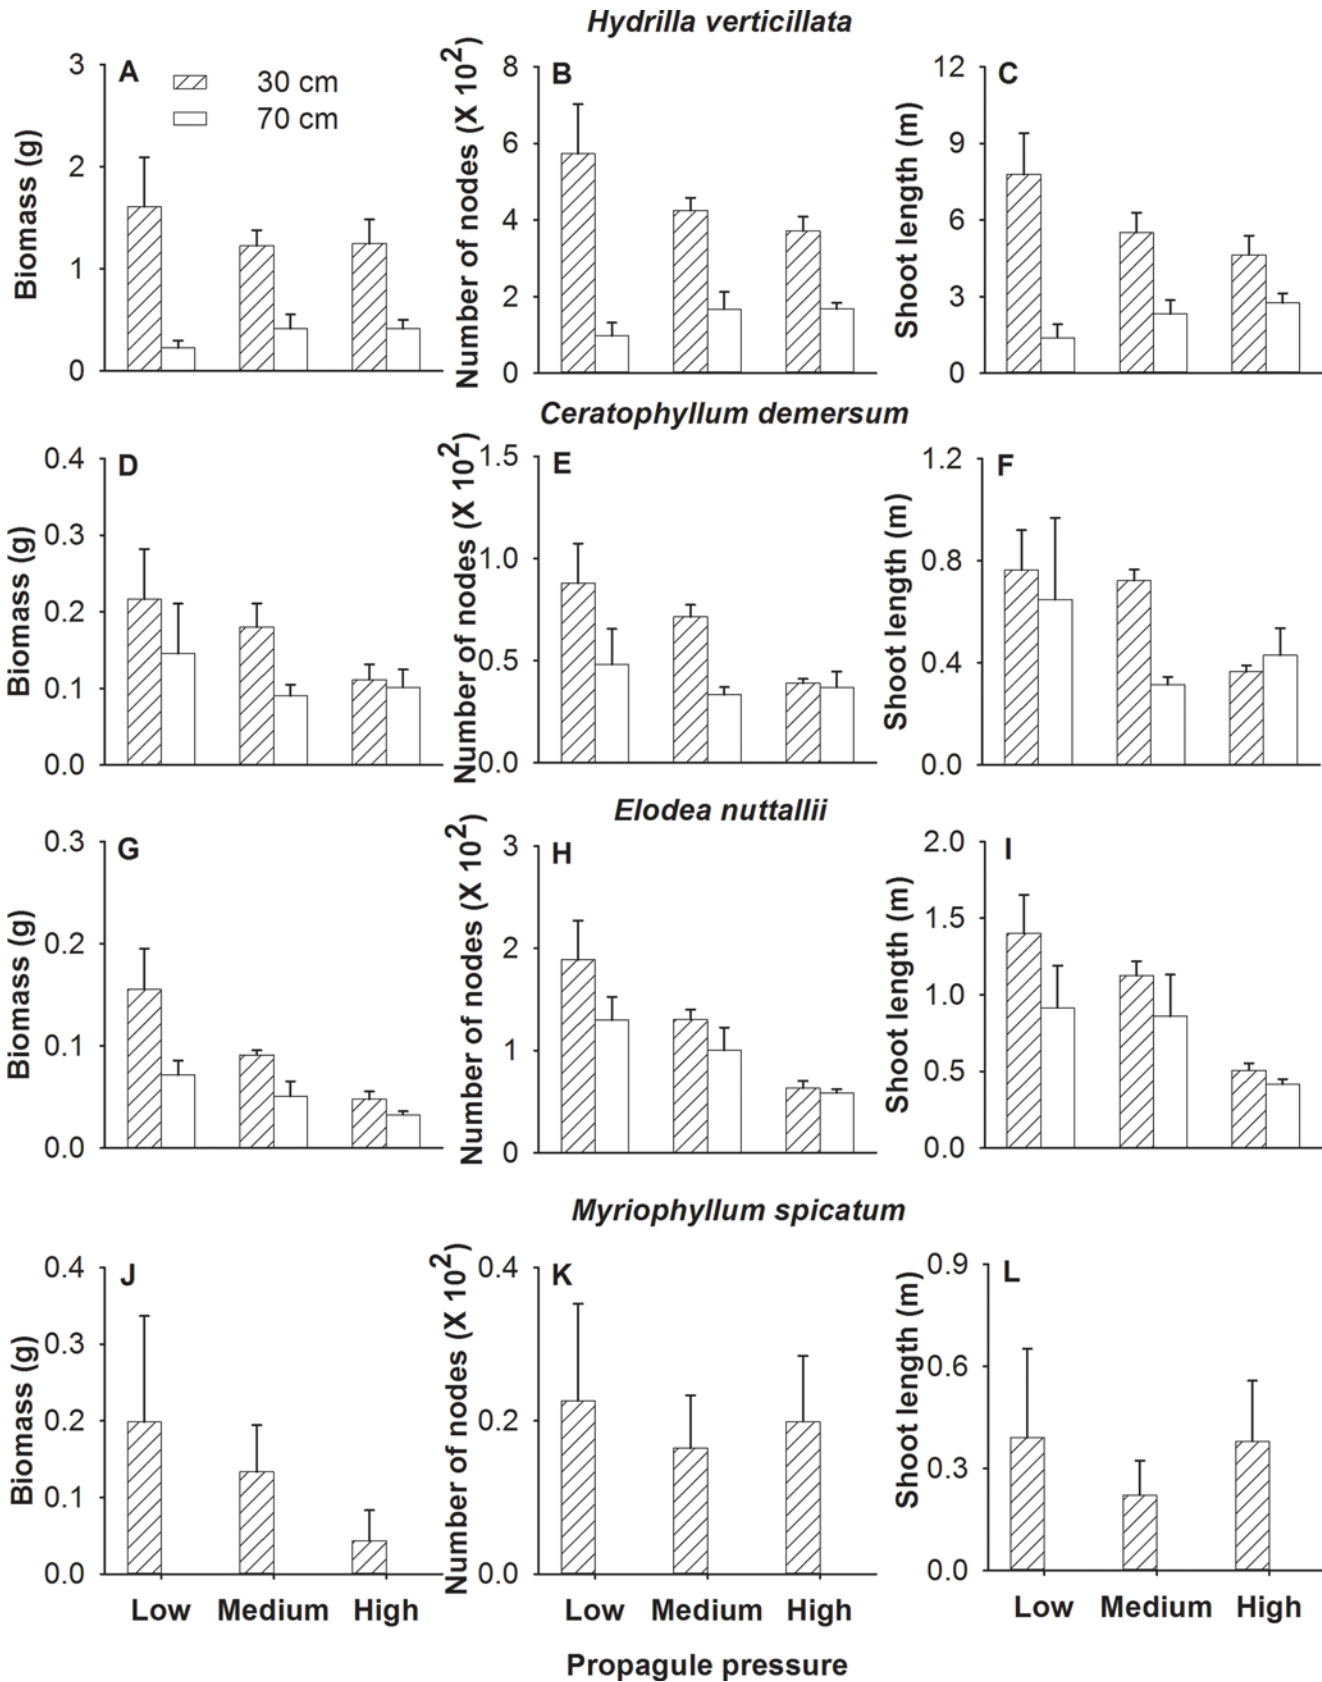 Hydrilla verticillata
A
30 cm
70 cm
Biomass (g)
3
2
1
0
B
Number of nodes (X 10²)
8
6
4
2
0
C
Shoot length (m)
12
9
6
3
0
Ceratophyllum demersum
D
Biomass (g)
0.4
0.3
0.2
0.1
0.0
E
Number of nodes (X 10²)
1.5
1.0
0.5
0.0
F
Shoot length (m)
1.2
0.8
0.4
0.0
Elodea nuttallii
G
Biomass (g)
0.3
0.2
0.1
0.0
H
Number of nodes (X 10²)
3
2
1
0
I
Shoot length (m)
2.0
1.5
1.0
0.5
0.0
Myriophyllum spicatum
J
Biomass (g)
0.4
0.3
0.2
0.1
0.0
Low Medium High
K
Number of nodes (X 10²)
0.4
0.2
0.0
Low Medium High
L
Shoot length (m)
0.9
0.6
0.3
0.0
Low Medium High
Propagule pressure